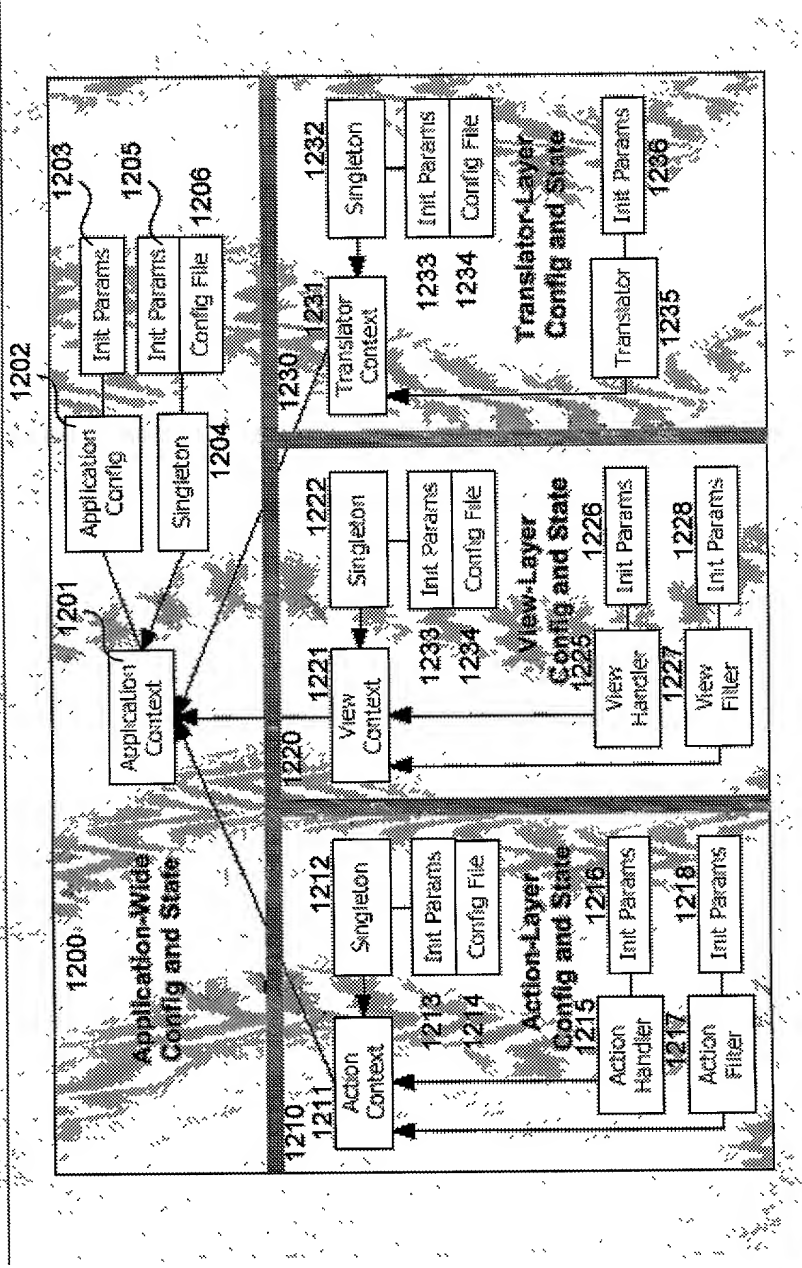 1200
Application-Wide
Config and State
1201
Application
Context
1202
Application
Config
1203
Init Params
1204
Singleton
1205
Init Params
1206
Config File
1210
1211
Action
Context
1212
Singleton
1213
Init Params
1214
Config File
Action-Layer
Config and State
1215
Action
Handler
1216
Init Params
1217
Action
Filter
1218
Init Params
1220
1221
View
Context
1222
Singleton
1233
Init Params
1234
Config File
View-Layer
Config and State
1225
View
Handler
1226
Init Params
1227
View
Filter
1228
Init Params
1230
1231
Translator
Context
1232
Singleton
1233
Init Params
1234
Config File
Translator-Layer
Config and State
1235
Translator
1236
Init Params